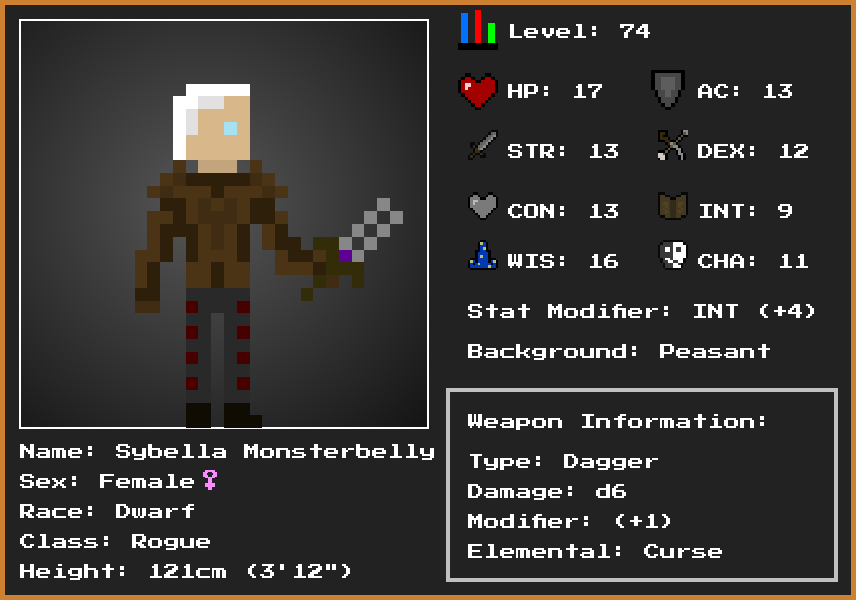 Level: 74
HP: 17
AC: 13
STR: 13
DEX: 12
CON: 13
INT: 9
WIS: 16
CHA: 11
Stat Modifier: INT (+4)
Background: Peasant
Weapon Information:
Type: Dagger
Damage: d6
Modifier: (+1)
Elemental: Curse
Name: Sybella Monsterbelly
Sex: Female♀
Race: Dwarf
Class: Rogue
Height: 121cm (3'12")